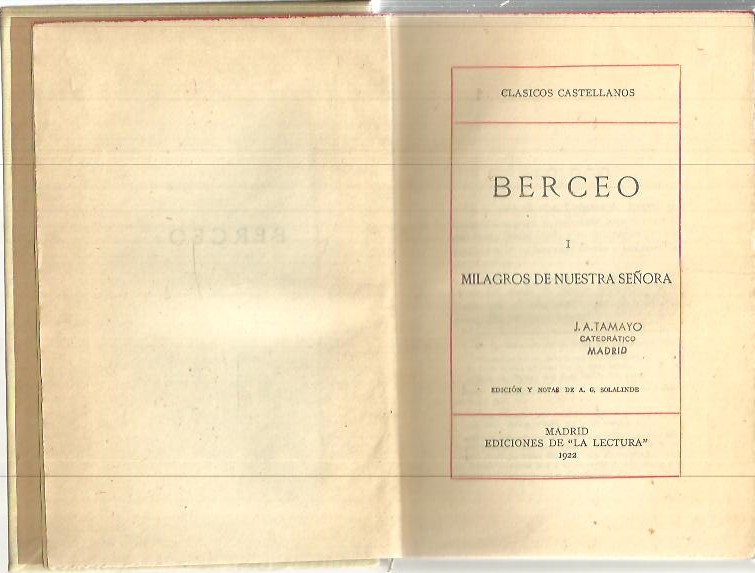 CLASICOS CASTELLANOS
BERCEO
I
MILAGROS DE NUESTRA SEÑORA
J. A. TAMAYO
CATEDRÁTICO
MADRID
EDICIÓN Y NOTAS DE A. G. SOLALINDE
MADRID
EDICIONES DE "LA LECTURA"
1922